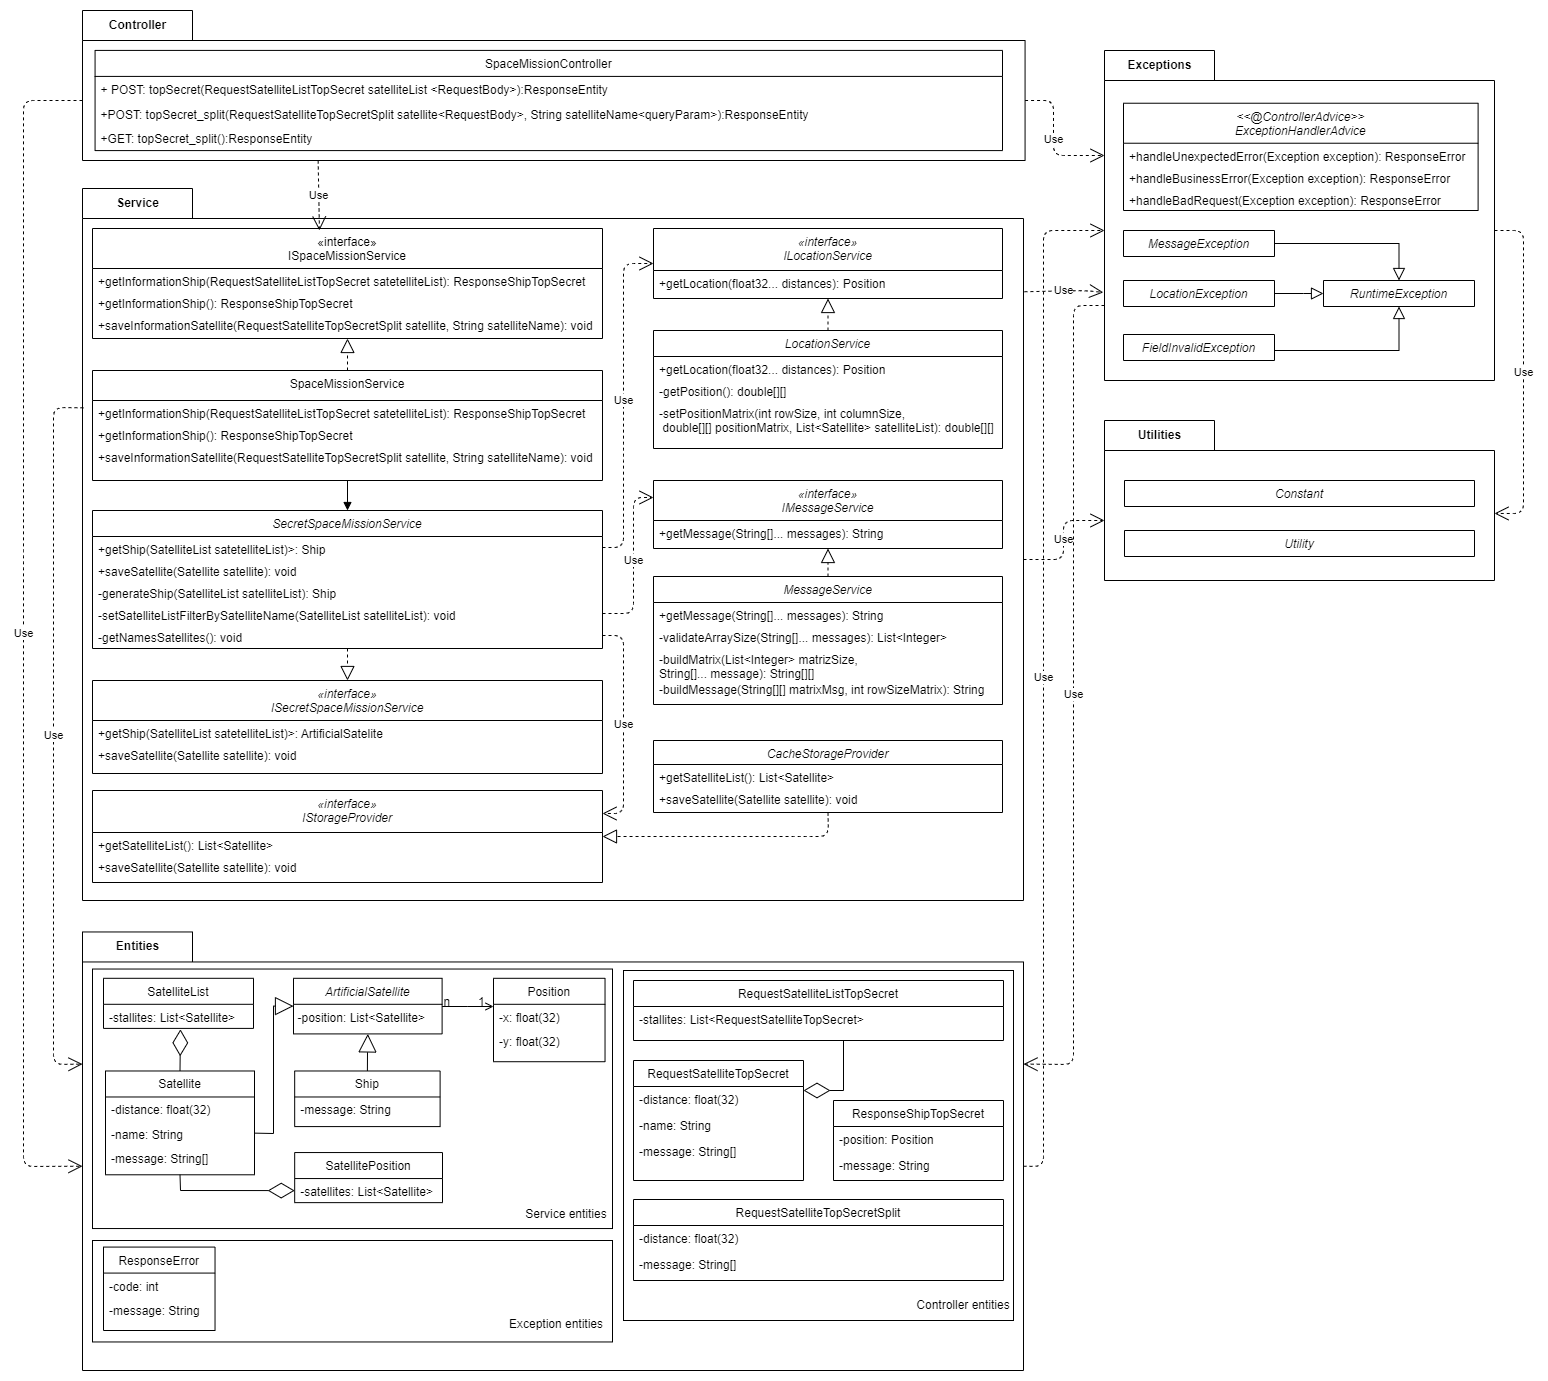 Controller
SpaceMissionController
+ POST: topSecret(RequestSatelliteListTopSecret satelliteList <RequestBody>):ResponseEntity
+POST: topSecret_split(RequestSatelliteTopSecretSplit satellite<RequestBody>, String satelliteName<queryParam>):ResponseEntity
+GET: topSecret_split():ResponseEntity
Use
Use
Use
Service
«interface»
ISpaceMissionService
+getInformationShip(RequestSatelliteListTopSecret satetelliteList): ResponseShipTopSecret
+getInformationShip(): ResponseShipTopSecret
+saveInformationSatellite(RequestSatelliteTopSecretSplit satellite, String satelliteName): void
SpaceMissionService
+getInformationShip(RequestSatelliteListTopSecret satetelliteList): ResponseShipTopSecret
+getInformationShip(): ResponseShipTopSecret
+saveInformationSatellite(RequestSatelliteTopSecretSplit satellite, String satelliteName): void
SecretSpaceMissionService
+getShip(SatelliteList satetelliteList)>: Ship
+saveSatellite(Satellite satellite): void
-generateShip(SatelliteList satelliteList): Ship
-setSatelliteListFilterBySatelliteName(SatelliteList satelliteList): void
-getNamesSatellites(): void
«interface»
ISecretSpaceMissionService
+getShip(SatelliteList satetelliteList)>: ArtificialSatelite
+saveSatellite(Satellite satellite): void
«interface»
IStorageProvider
+getSatelliteList(): List<Satellite>
+saveSatellite(Satellite satellite): void
Use
Use
Use
Use
«interface»
ILocationService
+getLocation(float32... distances): Position
LocationService
+getLocation(float32... distances): Position
-getPosition(): double[][]
-setPositionMatrix(int rowSize, int columnSize,
double[][] positionMatrix, List<Satellite> satelliteList): double[][]
«interface»
IMessageService
+getMessage(String[]... messages): String
MessageService
+getMessage(String[]... messages): String
-validateArraySize(String[]... messages): List<Integer>
-buildMatrix(List<Integer> matrizSize,
String[]... message): String[][]
-buildMessage(String[][] matrixMsg, int rowSizeMatrix): String
CacheStorageProvider
+getSatelliteList(): List<Satellite>
+saveSatellite(Satellite satellite): void
Exceptions
<<@ControllerAdvice>>
ExceptionHandlerAdvice
+handleUnexpectedError(Exception exception): ResponseError
+handleBusinessError(Exception exception): ResponseError
+handleBadRequest(Exception exception): ResponseError
MessageException
LocationException
RuntimeException
FieldInvalidException
Use
Use
Use
Use
Use
Utilities
Constant
Utility
Entities
SatelliteList
-stallites: List<Satellite>
ArtificialSatellite
-position: List<Satellite>
n
1
Position
-x: float(32)
-y: float(32)
Satellite
-distance: float(32)
-name: String
-message: String[]
Ship
-message: String
SatellitePosition
-satellites: List<Satellite>
Service entities
ResponseError
-code: int
-message: String
Exception entities
RequestSatelliteListTopSecret
-stallites: List<RequestSatelliteTopSecret>
RequestSatelliteTopSecret
-distance: float(32)
-name: String
-message: String[]
ResponseShipTopSecret
-position: Position
-message: String
RequestSatelliteTopSecretSplit
-distance: float(32)
-message: String[]
Controller entities